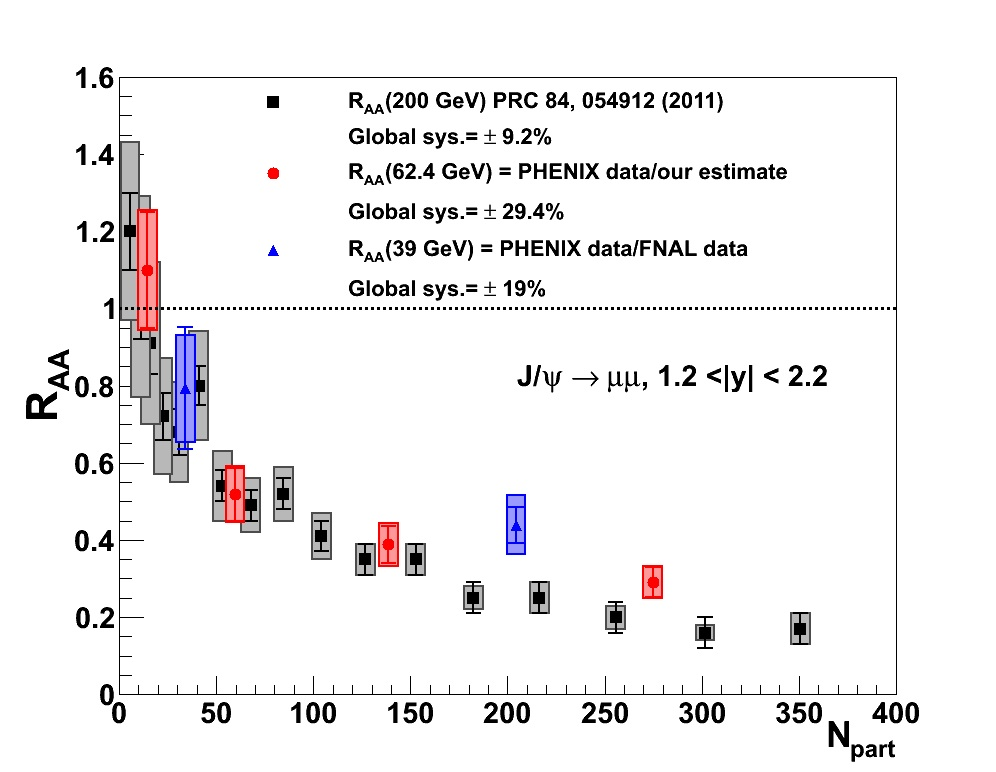 1.6
1.4
1.2
1
0.8
0.6
0.4
0.2
0
R_AA
R_AA(200 GeV) PRC 84, 054912 (2011)
Global sys.= ± 9.2%
R_AA(62.4 GeV) = PHENIX data/our estimate
Global sys.= ± 29.4%
R_AA(39 GeV) = PHENIX data/FNAL data
Global sys.= ± 19%
J/ψ → μμ, 1.2 <|y| < 2.2
0 50 100 150 200 250 300 350 400
N_part